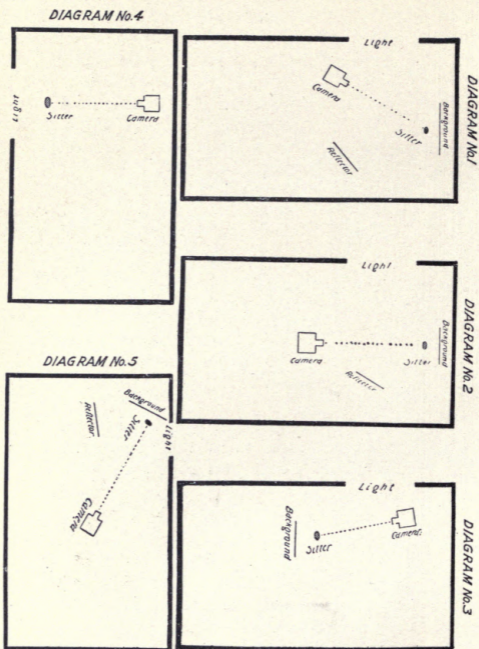 DIAGRAM No.4
Light
Sitter
Camera
DIAGRAM No.1
Light
Camera
Background
Sitter
Reflector
DIAGRAM No.2
Light
Background
Camera
Sitter
Reflector
DIAGRAM No.5
Background
Reflector
Sitter
Light
Camera
DIAGRAM No.3
Light
Camera
Background
Sitter